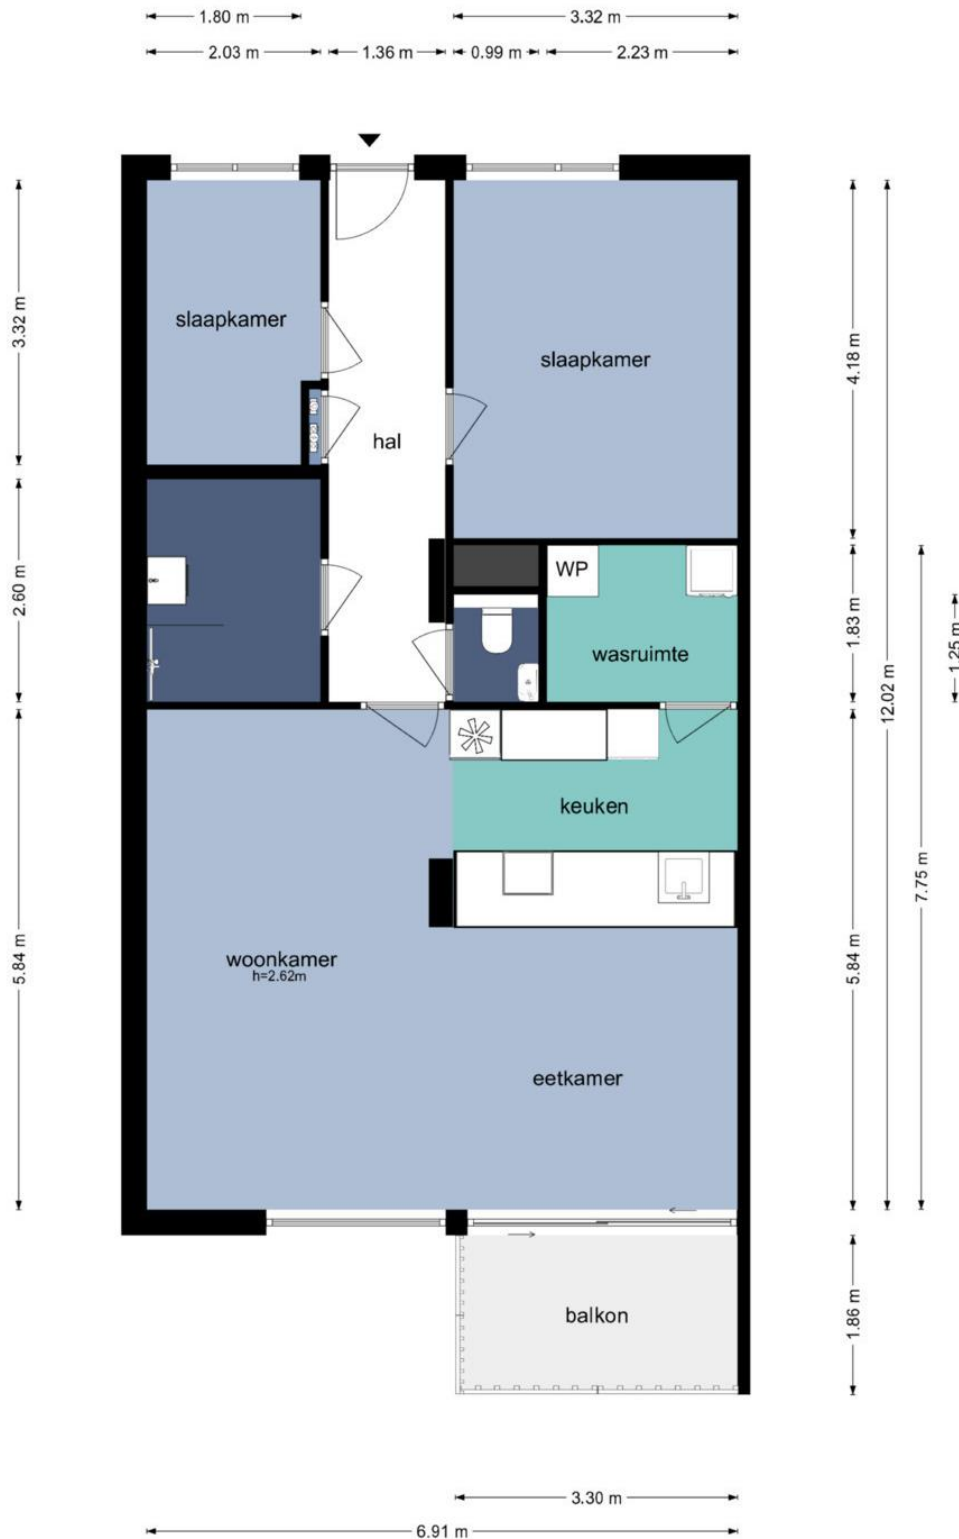 1.80 m
3.32 m
2.03 m
1.36 m
0.99 m
2.23 m
slaapkamer
slaapkamer
hal
3.32 m
4.18 m
2.60 m
WP
wasruimte
1.83 m
1.25 m
12.02 m
keuken
7.75 m
woonkamer
h=2.62m
5.84 m
5.84 m
eetkamer
balkon
1.86 m
3.30 m
6.91 m